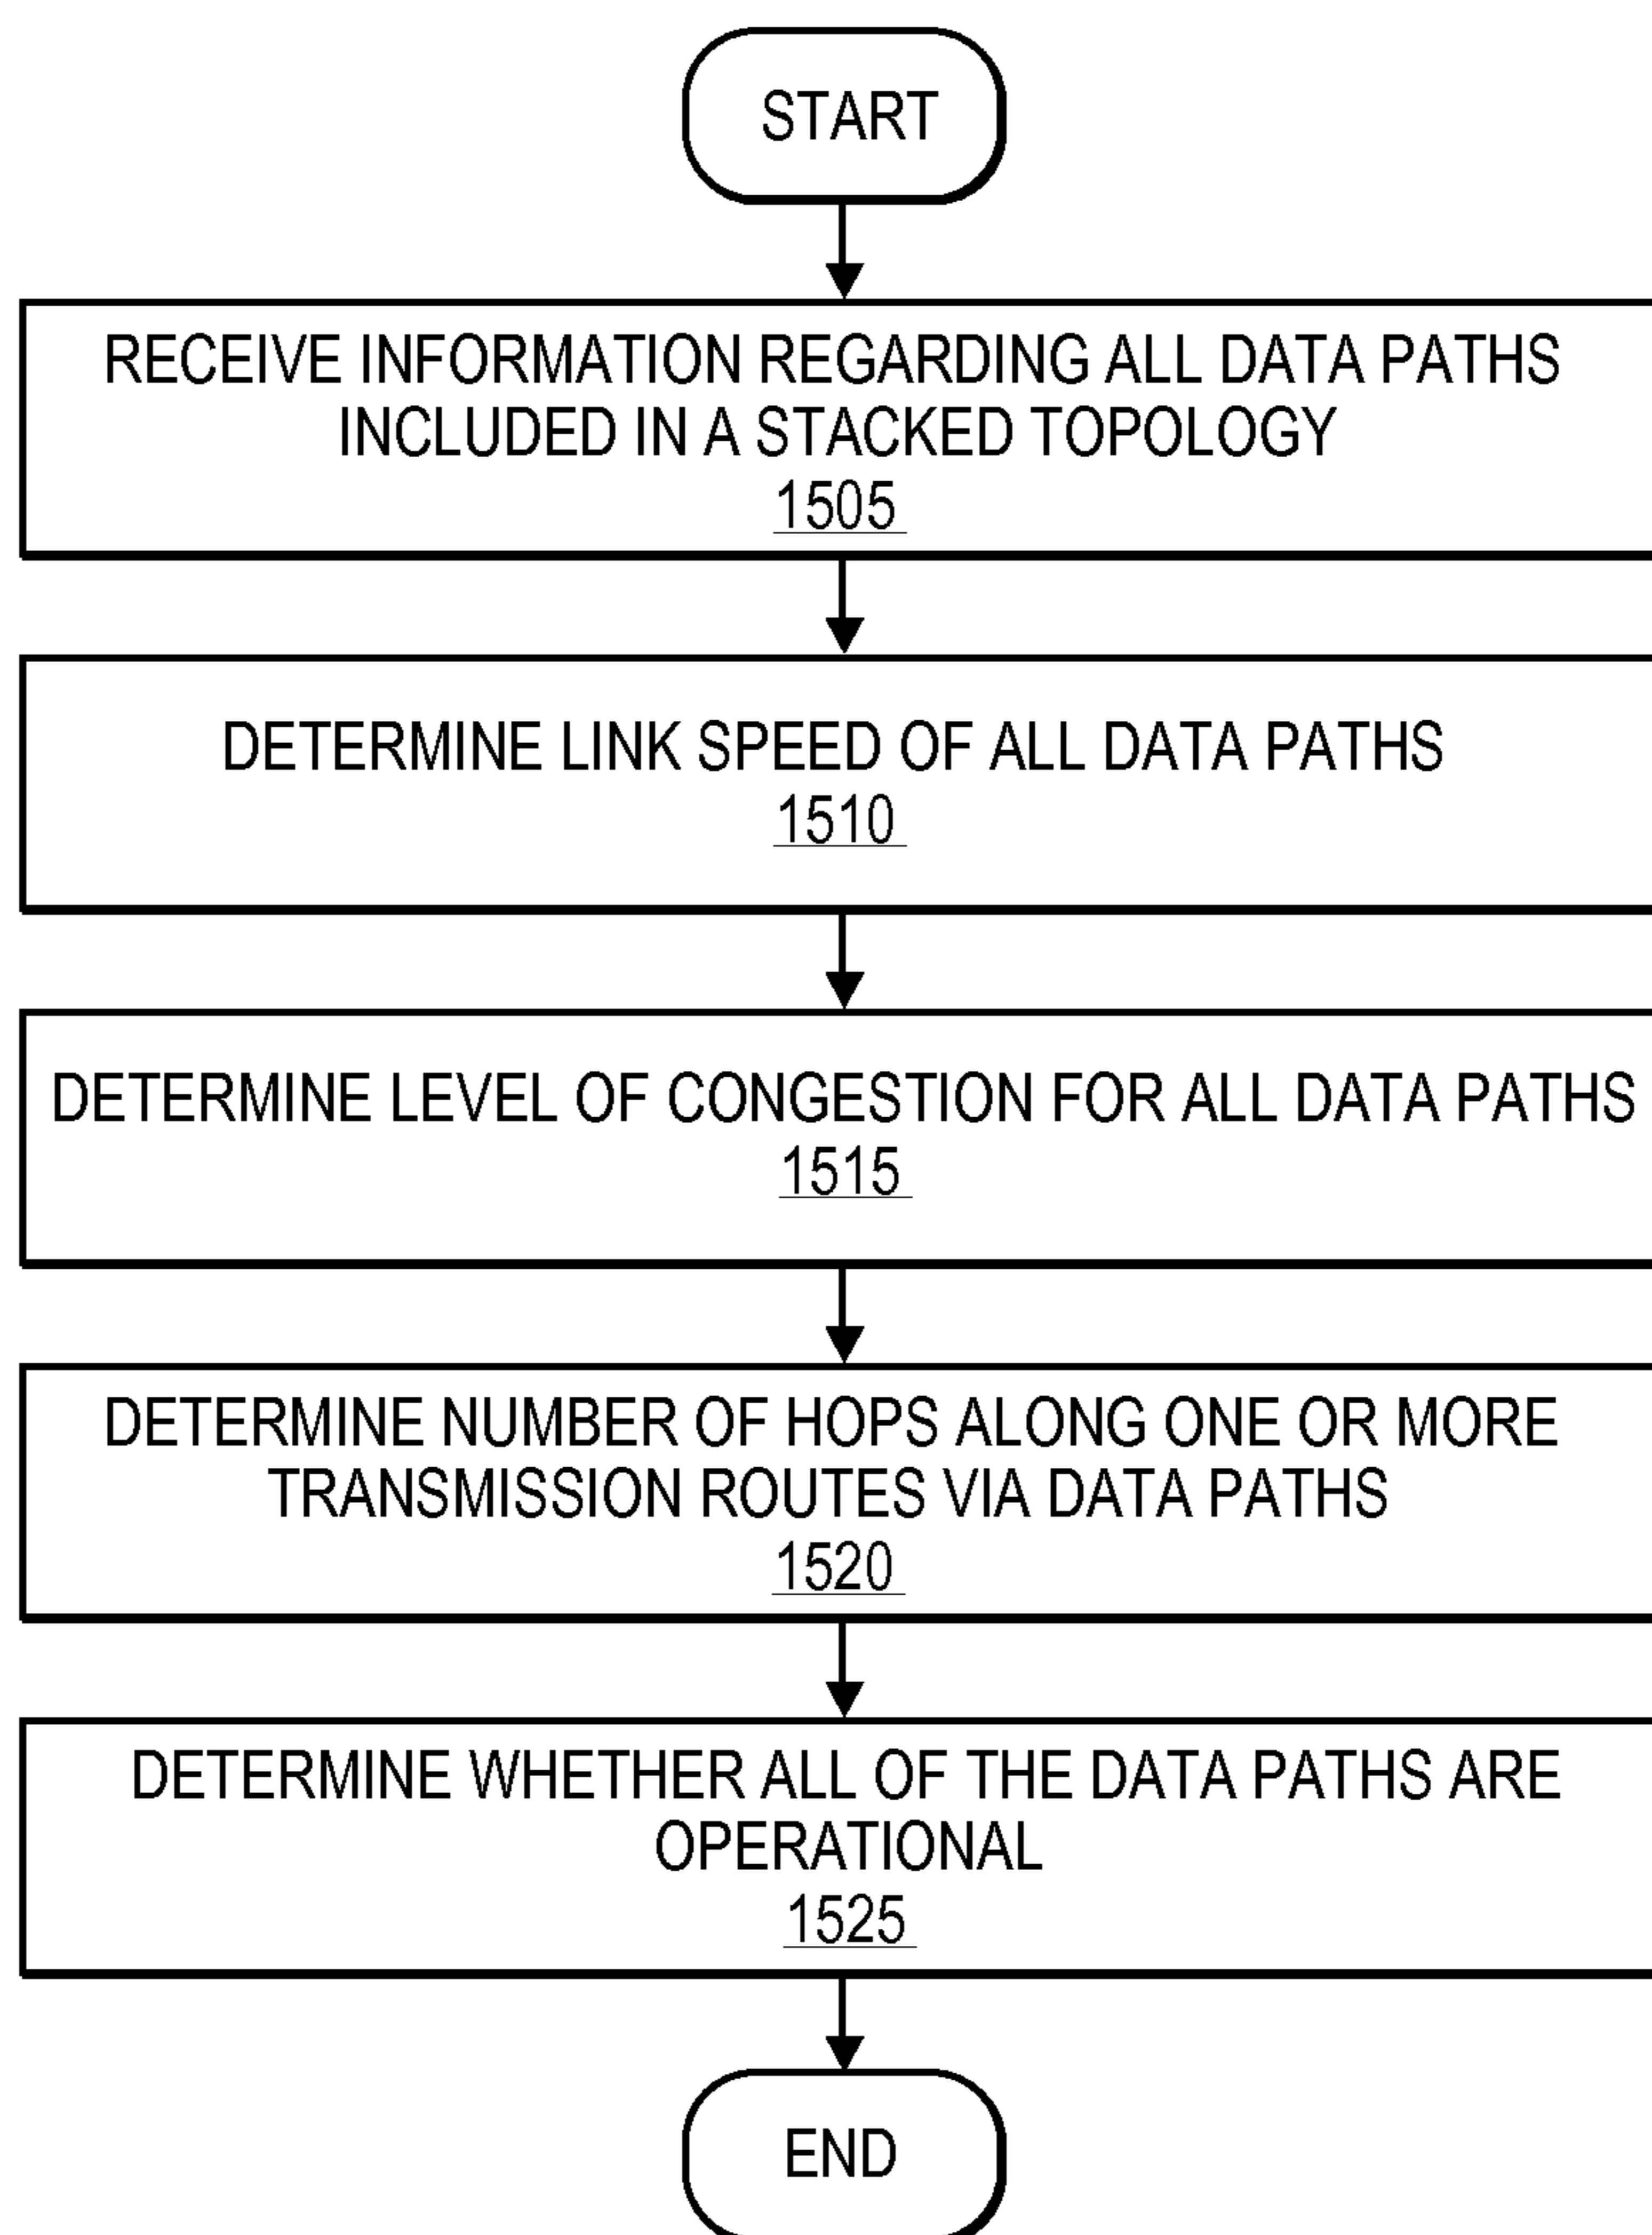 START
RECEIVE INFORMATION REGARDING ALL DATA PATHS
INCLUDED IN A STACKED TOPOLOGY
1505
DETERMINE LINK SPEED OF ALL DATA PATHS
1510
DETERMINE LEVEL OF CONGESTION FOR ALL DATA PATHS
1515
DETERMINE NUMBER OF HOPS ALONG ONE OR MORE
TRANSMISSION ROUTES VIA DATA PATHS
1520
DETERMINE WHETHER ALL OF THE DATA PATHS ARE
OPERATIONAL
1525
END